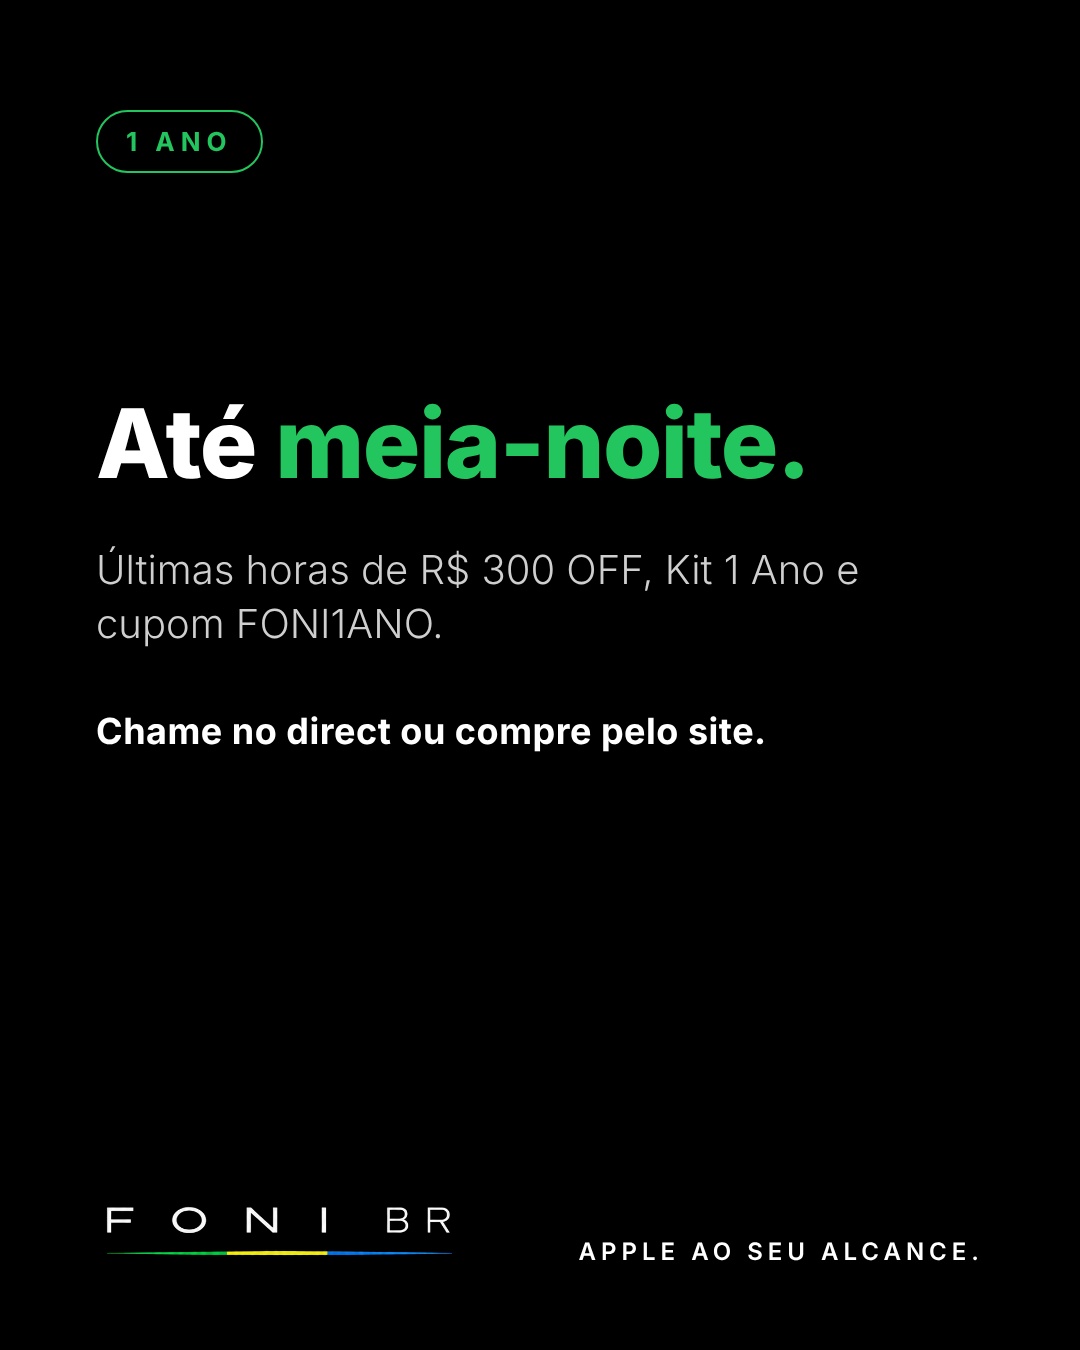 1 ANO
Até meia-noite.
Últimas horas de R$ 300 OFF, Kit 1 Ano e
cupom FONI1ANO.
Chame no direct ou compre pelo site.
FONI BR
APPLE AO SEU ALCANCE.